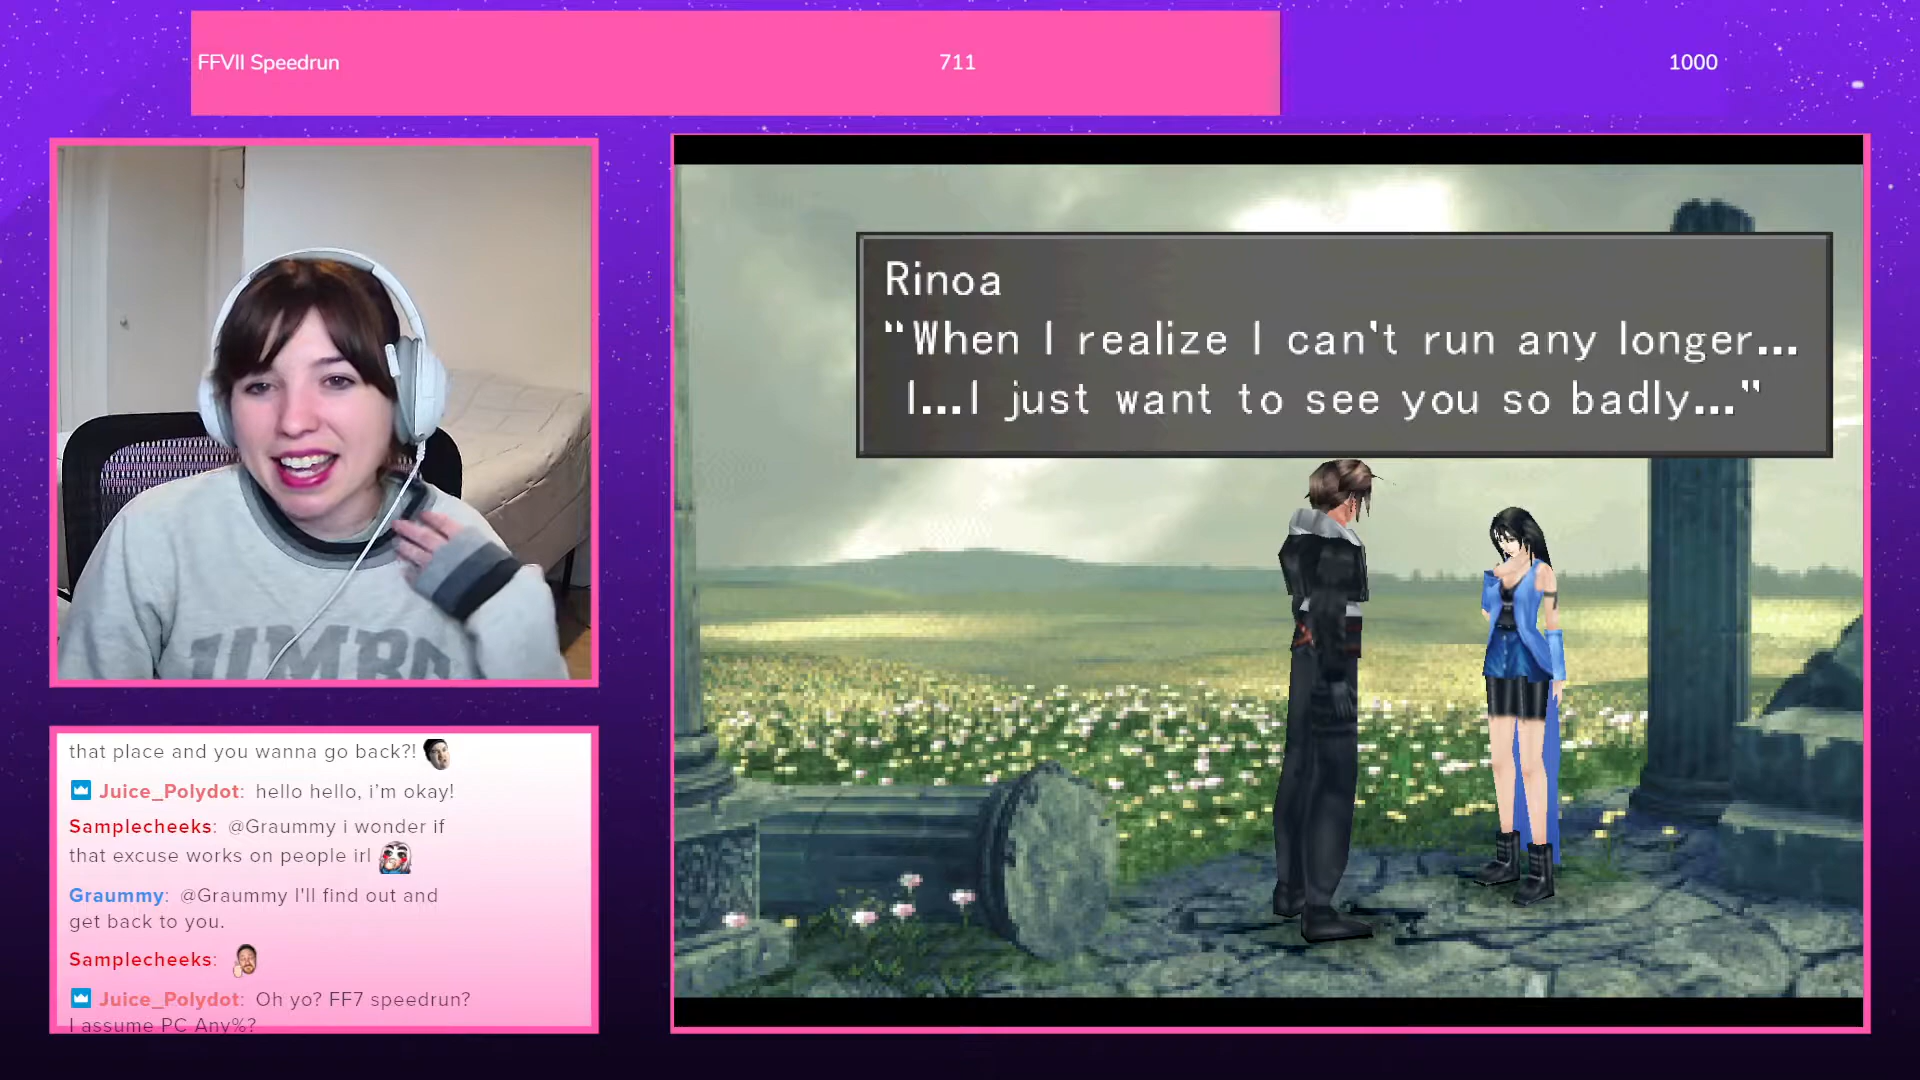 FFVII Speedrun 711 1000
Rinoa
“When I realize I can't run any longer...
I...I just want to see you so badly...”
that place and you wanna go back?!
Juice_Polydot: hello hello, i’m okay!
Samplecheeks: @Graummy i wonder if
that excuse works on people irl
Graummy: @Graummy I'll find out and
get back to you.
Samplecheeks:
Juice_Polydot: Oh yo? FF7 speedrun?
I assume PC Any%?